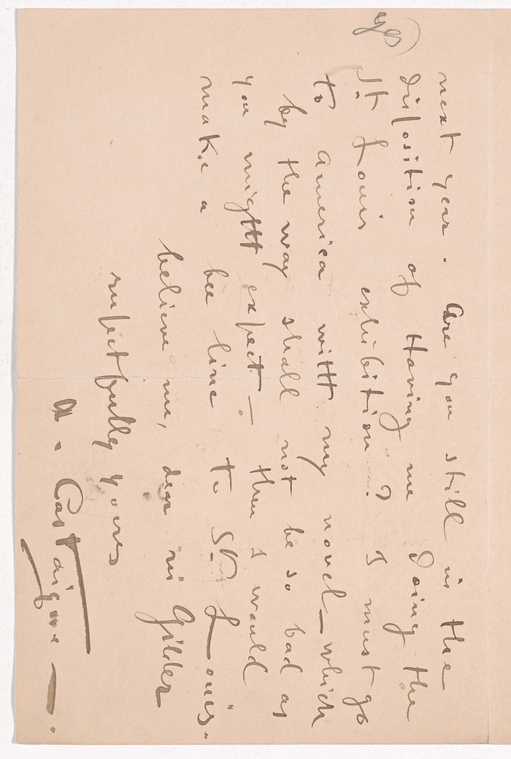 next year. Are you still in the
disposition of Having me Doing the
St Louis exhibition? I must go
to America with my novel — which
by the way shall not be so bad as
you might expect — then I would
make a bee line to St. Louis.
believe me, dear mr Gilder
respectfully yours
A. Castaigne —.
yes